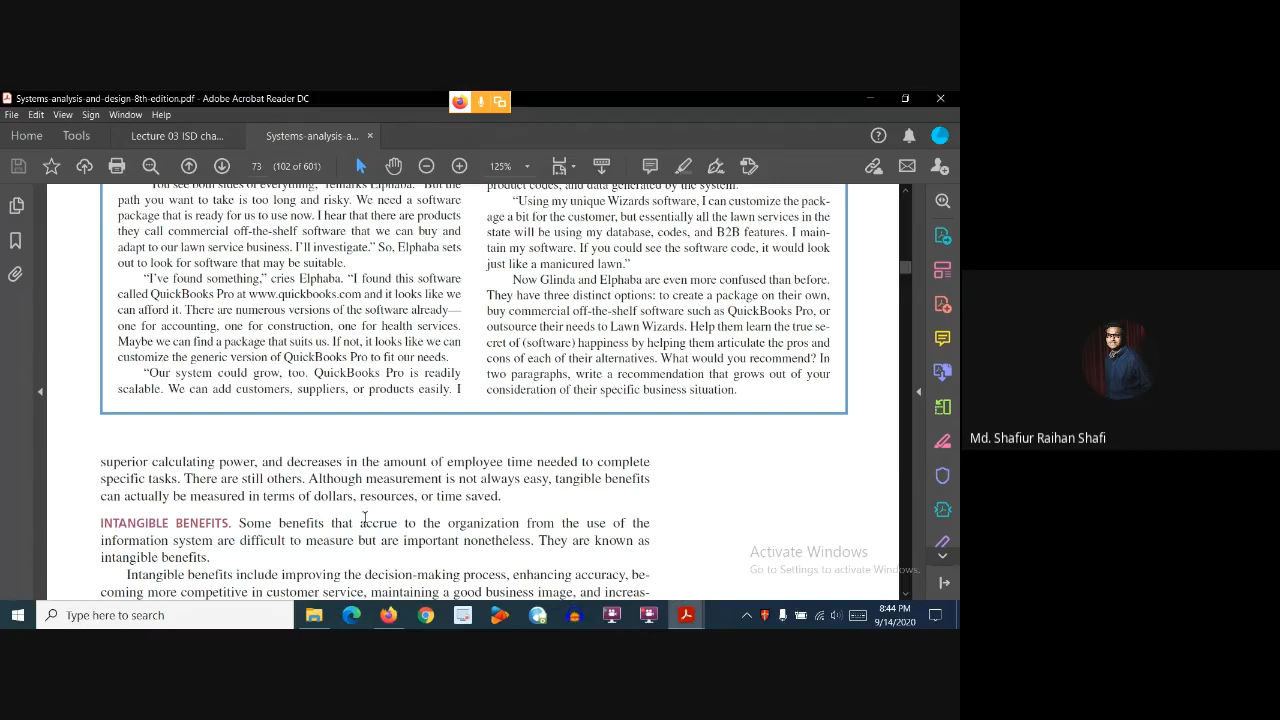 Systems-analysis-and-design-8th-edition.pdf - Adobe Acrobat Reader DC
File Edit View Sign Window Help
Home Tools Lecture 03 ISD cha... Systems-analysis-a... ×
73 (102 of 601) 125%
"You see both sides of everything," remarks Elphaba. "But the
path you want to take is too long and risky. We need a software
package that is ready for us to use now. I hear that there are products
they call commercial off-the-shelf software that we can buy and
adapt to our lawn service business. I'll investigate." So, Elphaba sets
out to look for software that may be suitable.
"I've found something," cries Elphaba. "I found this software
called QuickBooks Pro at www.quickbooks.com and it looks like we
can afford it. There are numerous versions of the software already—
one for accounting, one for construction, one for health services.
Maybe we can find a package that suits us. If not, it looks like we can
customize the generic version of QuickBooks Pro to fit our needs.
"Our system could grow, too. QuickBooks Pro is readily
scalable. We can add customers, suppliers, or products easily. I
product codes, and data generated by the system.
"Using my unique Wizards software, I can customize the pack-
age a bit for the customer, but essentially all the lawn services in the
state will be using my database, codes, and B2B features. I main-
tain my software. If you could see the software code, it would look
just like a manicured lawn."
Now Glinda and Elphaba are even more confused than before.
They have three distinct options: to create a package on their own,
buy commercial off-the-shelf software such as QuickBooks Pro, or
outsource their needs to Lawn Wizards. Help them learn the true se-
cret of (software) happiness by helping them articulate the pros and
cons of each of their alternatives. What would you recommend? In
two paragraphs, write a recommendation that grows out of your
consideration of their specific business situation.
superior calculating power, and decreases in the amount of employee time needed to complete
specific tasks. There are still others. Although measurement is not always easy, tangible benefits
can actually be measured in terms of dollars, resources, or time saved.
INTANGIBLE BENEFITS. Some benefits that accrue to the organization from the use of the
information system are difficult to measure but are important nonetheless. They are known as
intangible benefits.
Intangible benefits include improving the decision-making process, enhancing accuracy, be-
coming more competitive in customer service, maintaining a good business image, and increas-
Activate Windows
Go to Settings to activate Windows.
Type here to search
8:44 PM
9/14/2020
Md. Shafiur Raihan Shafi